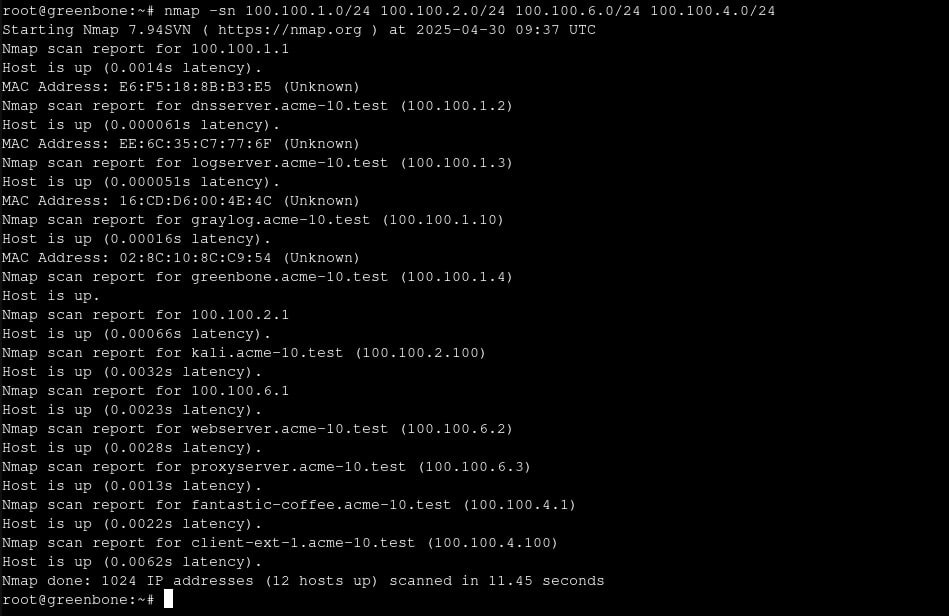 root@greenbone:~# nmap -sn 100.100.1.0/24 100.100.2.0/24 100.100.6.0/24 100.100.4.0/24
Starting Nmap 7.94SVN ( https://nmap.org ) at 2025-04-30 09:37 UTC
Nmap scan report for 100.100.1.1
Host is up (0.0014s latency).
MAC Address: E6:F5:18:8B:B3:E5 (Unknown)
Nmap scan report for dnsserver.acme-10.test (100.100.1.2)
Host is up (0.000061s latency).
MAC Address: EE:6C:35:C7:77:6F (Unknown)
Nmap scan report for logserver.acme-10.test (100.100.1.3)
Host is up (0.000051s latency).
MAC Address: 16:CD:D6:00:4E:4C (Unknown)
Nmap scan report for graylog.acme-10.test (100.100.1.10)
Host is up (0.00016s latency).
MAC Address: 02:8C:10:8C:C9:54 (Unknown)
Nmap scan report for greenbone.acme-10.test (100.100.1.4)
Host is up.
Nmap scan report for 100.100.2.1
Host is up (0.00066s latency).
Nmap scan report for kali.acme-10.test (100.100.2.100)
Host is up (0.0032s latency).
Nmap scan report for 100.100.6.1
Host is up (0.0023s latency).
Nmap scan report for webserver.acme-10.test (100.100.6.2)
Host is up (0.0028s latency).
Nmap scan report for proxyserver.acme-10.test (100.100.6.3)
Host is up (0.0013s latency).
Nmap scan report for fantastic-coffee.acme-10.test (100.100.4.1)
Host is up (0.0022s latency).
Nmap scan report for client-ext-1.acme-10.test (100.100.4.100)
Host is up (0.0062s latency).
Nmap done: 1024 IP addresses (12 hosts up) scanned in 11.45 seconds
root@greenbone:~#